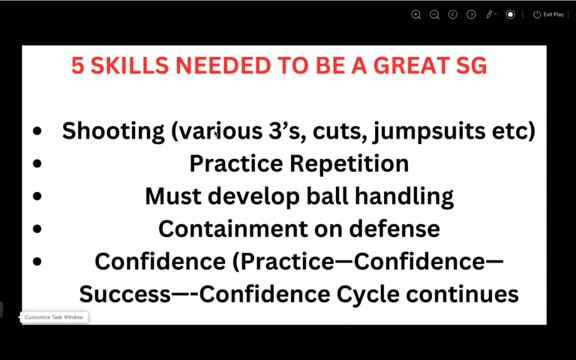 Exit Play
5 SKILLS NEEDED TO BE A GREAT SG
• Shooting (various 3's, cuts, jumpsuits etc)
• Practice Repetition
• Must develop ball handling
• Containment on defense
• Confidence (Practice—Confidence—
Success—-Confidence Cycle continues
Customize Task Window